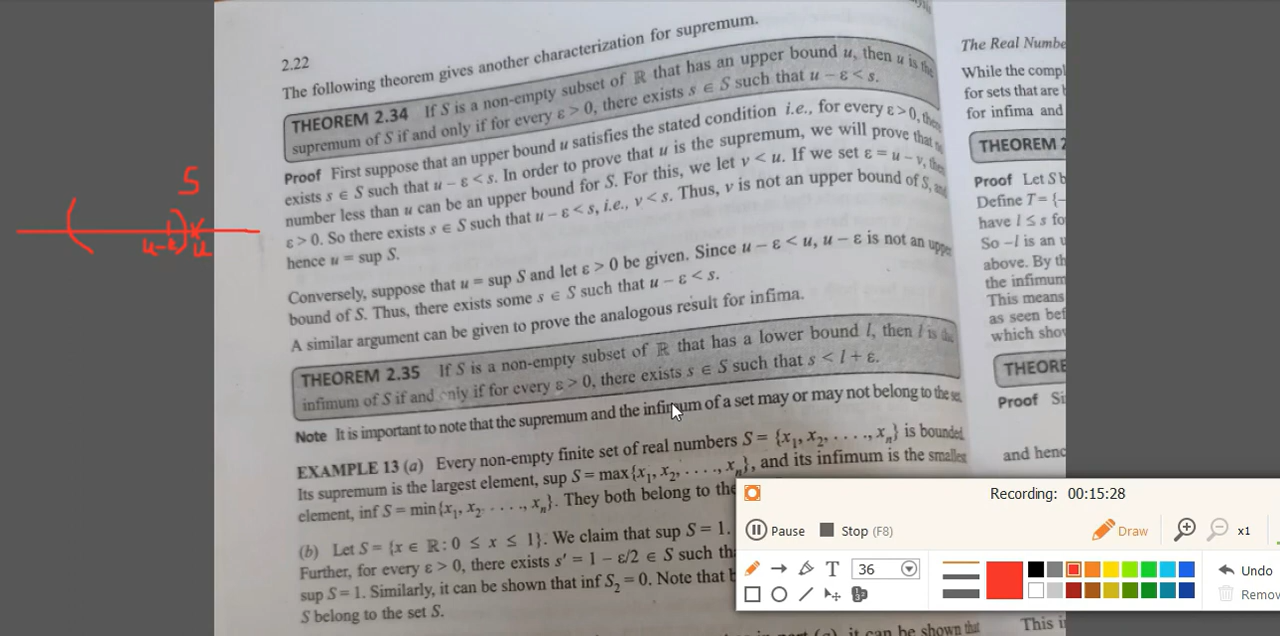 2.22
The following theorem gives another characterization for supremum.
THEOREM 2.34 If S is a non-empty subset of ℝ that has an upper bound u, then u is the
supremum of S if and only if for every ε > 0, there exists s ∈ S such that u – ε < s.
Proof First suppose that an upper bound u satisfies the stated condition i.e., for every ε > 0, there
exists s ∈ S such that u – ε < s. In order to prove that u is the supremum, we will prove that no
number less than u can be an upper bound for S. For this, we let v < u. If we set ε = u – v, then
ε > 0. So there exists s ∈ S such that u – ε < s, i.e., v < s. Thus, v is not an upper bound of S, and
hence u = sup S.
Conversely, suppose that u = sup S and let ε > 0 be given. Since u – ε < u, u – ε is not an upper
bound of S. Thus, there exists some s ∈ S such that u – ε < s.
A similar argument can be given to prove the analogous result for infima.
THEOREM 2.35 If S is a non-empty subset of ℝ that has a lower bound l, then l is the
infimum of S if and only if for every ε > 0, there exists s ∈ S such that s < l + ε.
Note It is important to note that the supremum and the infimum of a set may or may not belong to the set.
EXAMPLE 13 (a) Every non-empty finite set of real numbers S = {x₁, x₂, . . . . ., xₙ} is bounded.
Its supremum is the largest element, sup S = max{x₁, x₂, . . . . ., xₙ}, and its infimum is the smallest
element, inf S = min{x₁, x₂ . . . . ., xₙ}. They both belong to the
(b) Let S = {x ∈ ℝ : 0 ≤ x ≤ 1}. We claim that sup S = 1.
Further, for every ε > 0, there exists s′ = 1 – ε/2 ∈ S such
sup S = 1. Similarly, it can be shown that inf S₂ = 0. Note that
S belong to the set S.
it can be shown that
The Real
While the
for sets that are
for infima and
THEOREM
Proof Let S
Define T = {–
have l ≤ s fo
So –l is an u
above. By th
the infimum
This means
as seen bef
which sho
THEORE
Proof Si
and henc
This i
S
u-ε u
Recording: 00:15:28
Pause Stop (F8) Draw x1
T 36 Undo
Remov